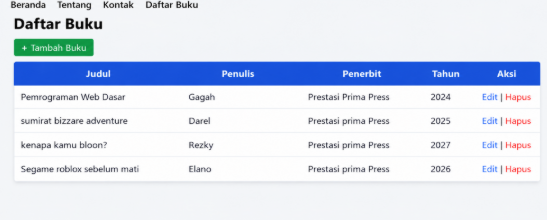 Beranda Tentang Kontak Daftar Buku
Daftar Buku
+ Tambah Buku
Judul Penulis Penerbit Tahun Aksi
Pemrograman Web Dasar Gagah Prestasi Prima Press 2024 Edit | Hapus
sumirat bizzare adventure Darel Prestasi prima Press 2025 Edit | Hapus
kenapa kamu bloon? Rezky Prestasi prima Press 2027 Edit | Hapus
Segame roblox sebelum mati Elano Prestasi prima Press 2026 Edit | Hapus